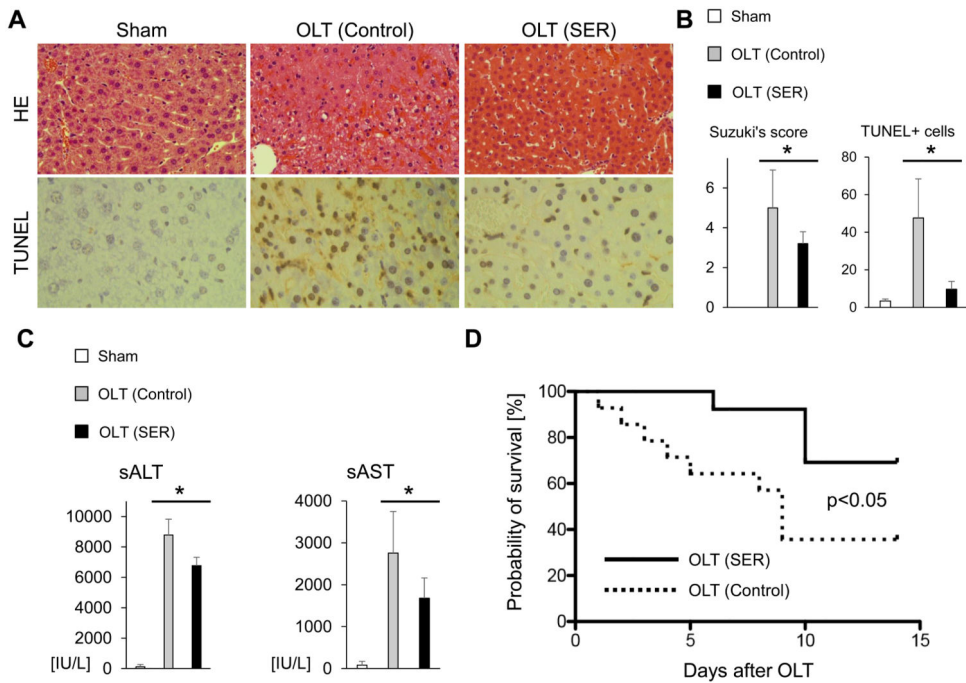 A
Sham
OLT (Control)
OLT (SER)
HE
TUNEL
B
Sham
OLT (Control)
OLT (SER)
Suzuki's score
TUNEL+ cells
*
*
6
4
2
0
80
60
40
20
0
C
Sham
OLT (Control)
OLT (SER)
sALT
sAST
*
*
10000
8000
6000
4000
2000
0
[IU/L]
4000
3000
2000
1000
0
[IU/L]
D
Probability of survival [%]
100
80
60
40
20
0
p<0.05
OLT (SER)
OLT (Control)
0
5
10
15
Days after OLT